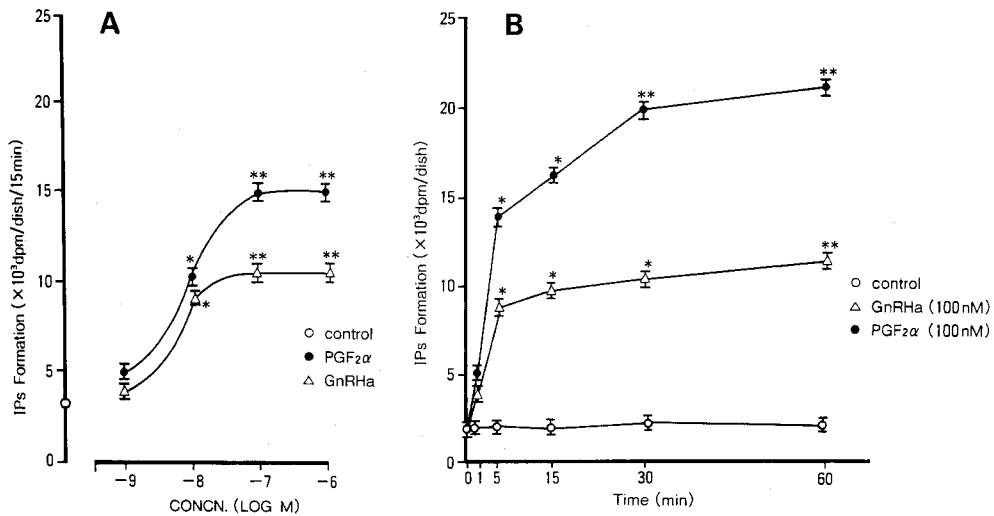 A
25
20
15
10
5
0
IPs Formation (×10³dpm/dish/15min)
**
**
*
**
**
*
control
PGF₂α
GnRHa
−9
−8
−7
−6
CONCN. (LOG M)
B
25
20
15
10
5
0
IPs Formation (×10³dpm/dish)
**
**
*
*
**
*
*
*
control
GnRHa (100nM)
PGF₂α (100nM)
0 1 5 15 30 60
Time (min)